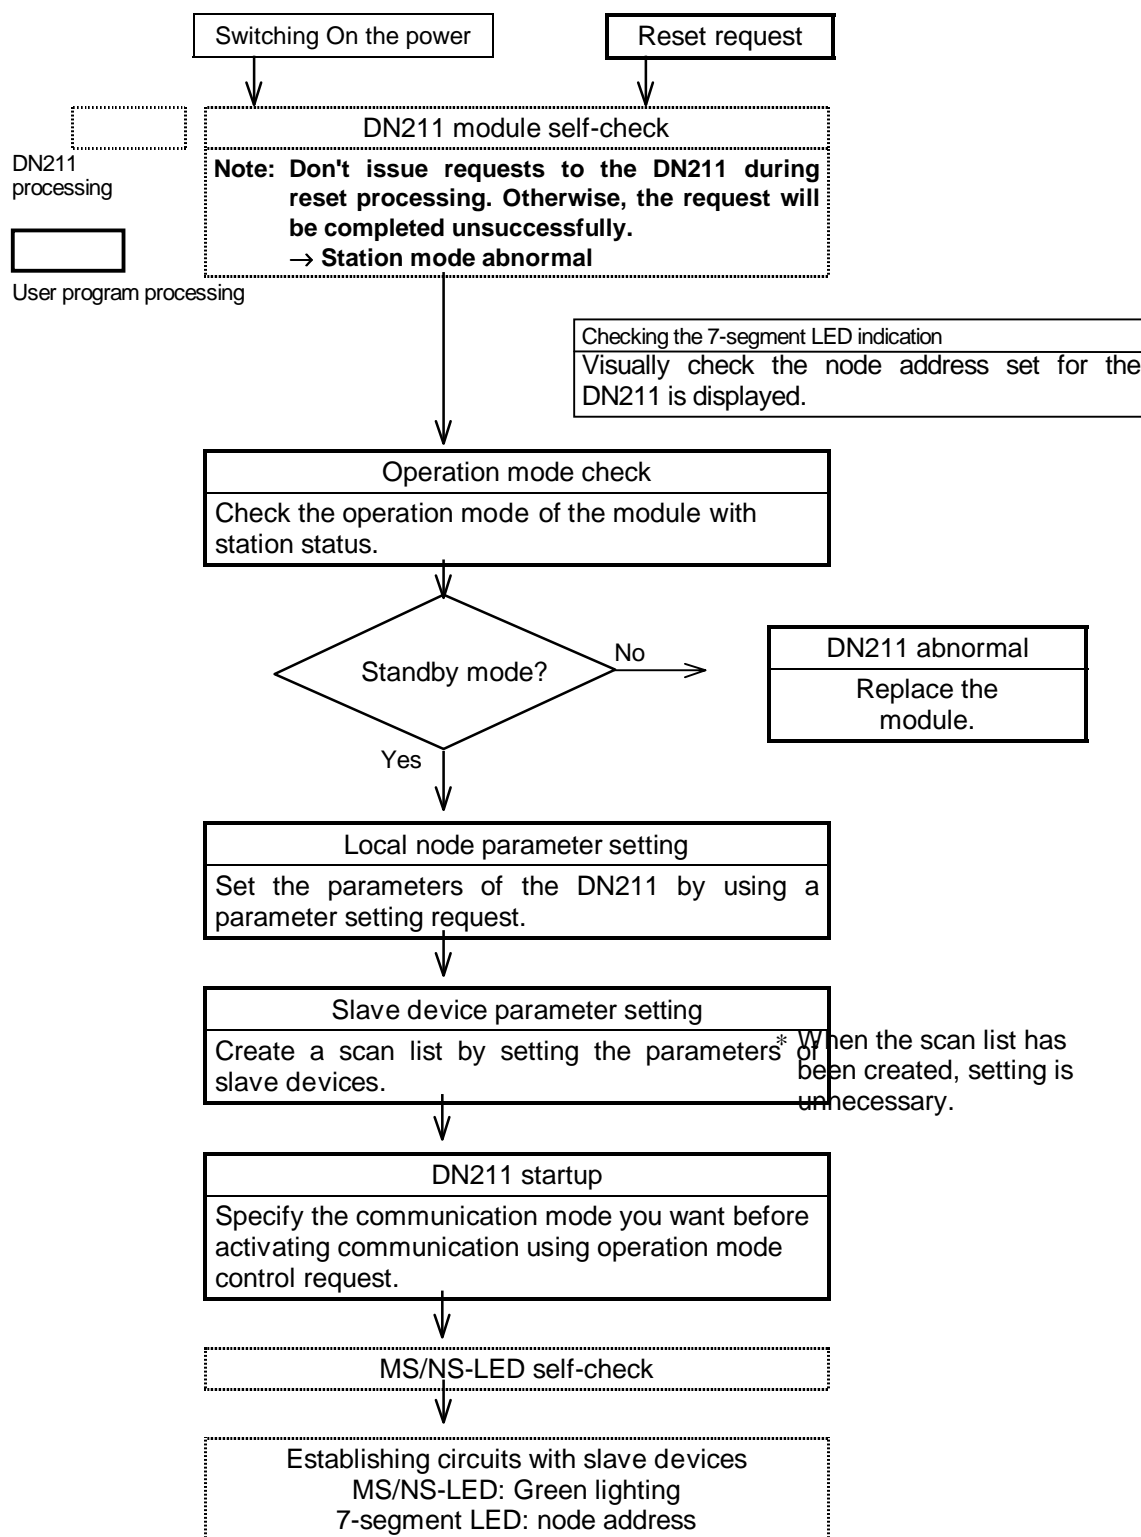 Switching On the power
Reset request
DN211 module self-check
DN211
processing
Note: Don't issue requests to the DN211 during
reset processing. Otherwise, the request will
be completed unsuccessfully.
→ Station mode abnormal
User program processing
Checking the 7-segment LED indication
Visually check the node address set for the
DN211 is displayed.
Operation mode check
Check the operation mode of the module with
station status.
Standby mode?
No
DN211 abnormal
Replace the
module.
Yes
Local node parameter setting
Set the parameters of the DN211 by using a
parameter setting request.
Slave device parameter setting
Create a scan list by setting the parameters of
slave devices.
* When the scan list has
been created, setting is
unnecessary.
DN211 startup
Specify the communication mode you want before
activating communication using operation mode
control request.
MS/NS-LED self-check
Establishing circuits with slave devices
MS/NS-LED: Green lighting
7-segment LED: node address